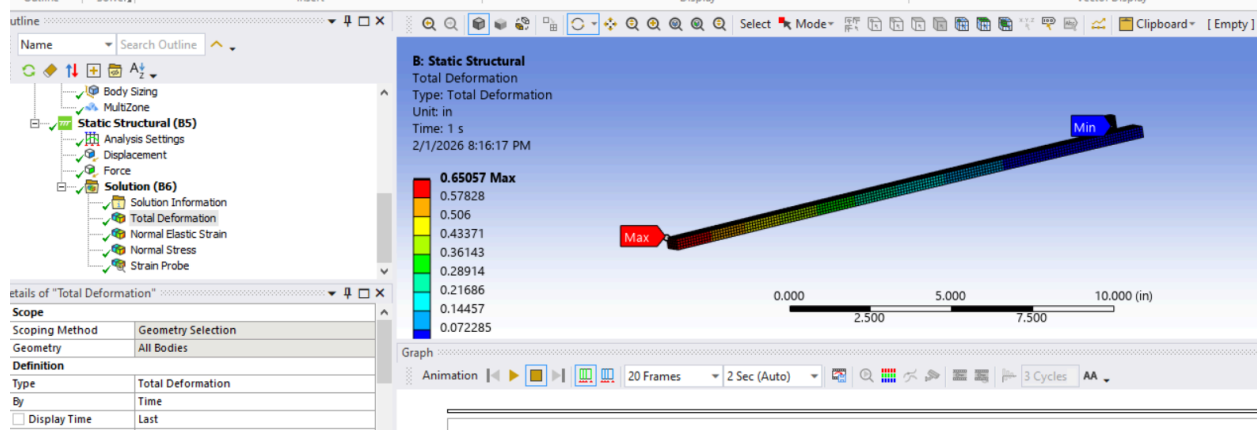 Outline
Name
Search Outline
Select
Mode
Clipboard
[ Empty ]
Body Sizing
MultiZone
Static Structural (B5)
Analysis Settings
Displacement
Force
Solution (B6)
Solution Information
Total Deformation
Normal Elastic Strain
Normal Stress
Strain Probe
etails of "Total Deformation"
Scope
Scoping Method Geometry Selection
Geometry All Bodies
Definition
Type Total Deformation
By Time
Display Time Last
B: Static Structural
Total Deformation
Type: Total Deformation
Unit: in
Time: 1 s
2/1/2026 8:16:17 PM
0.65057 Max
0.57828
0.506
0.43371
0.36143
0.28914
0.21686
0.14457
0.072285
Min
Max
0.000 5.000 10.000 (in)
2.500 7.500
Graph
Animation
20 Frames
2 Sec (Auto)
3 Cycles
AA